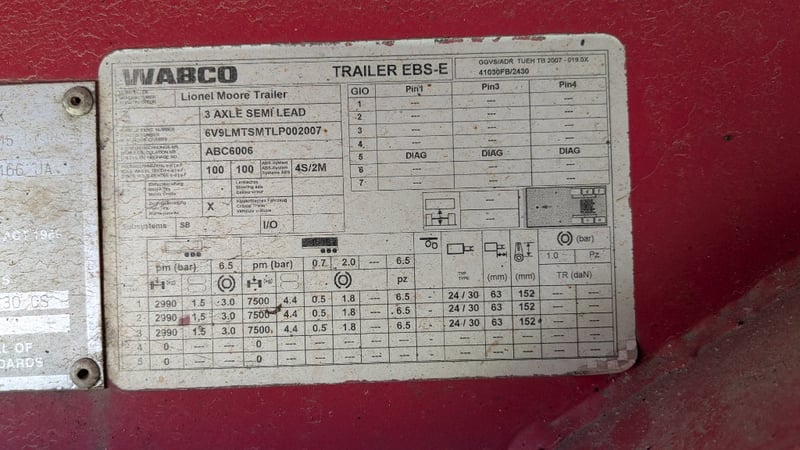 WABCO
TRAILER EBS-E
GGVS/ADR TUEH TB 2007 - 019.0X
41030FB/2430
Lionel Moore Trailer
3 AXLE SEMI LEAD
6V9LMTSMTLP002007
ABC6006
100 100 4S/2M
X
Subsystems SB I/O
GIO Pin1 Pin3 Pin4
1 --- --- ---
2 --- --- ---
3 --- --- ---
4 --- --- ---
5 DIAG DIAG DIAG
6 --- --- ---
7 --- --- ---
pm (bar) 6.5 pm (bar) 0.7 2.0 --- 6.5
pz
TYP
TYPE
(mm) (mm)
(bar)
1.0 Pz
TR (daN)
1 2990 1.5 3.0 7500 4.4 0.5 1.8 --- 6.5 - 24 / 30 63 152 --- ---
2 2990 1.5 3.0 7500 4.4 0.5 1.8 --- 6.5 - 24 / 30 63 152 --- ---
3 2990 1.5 3.0 7500 4.4 0.5 1.8 --- 6.5 - 24 / 30 63 152 --- ---
4 0 --- --- 0 --- --- --- --- --- - --- --- --- --- ---
5 0 --- --- 0 --- --- --- --- --- - --- --- --- --- ---
ACT 1989
30 GS
AL OF
DARDS